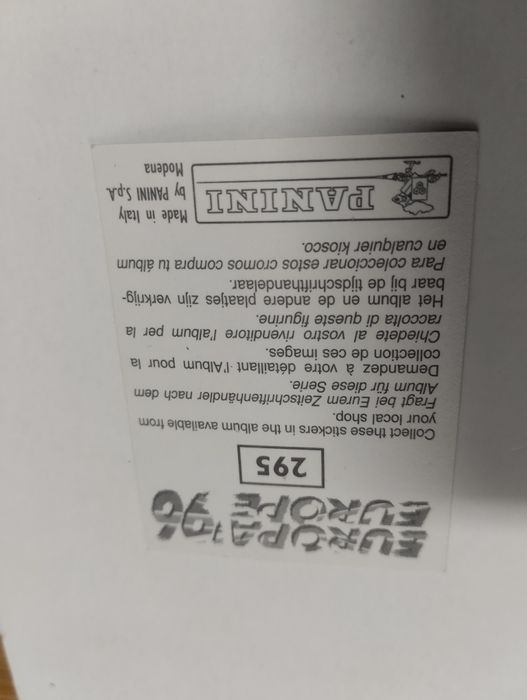 EUROPA '96
EUROPE
295
Collect these stickers in the album available from
your local shop.
Fragt bei Eurem Zeitschriftenhändler nach dem
Album für diese Serie.
Demandez à votre détaillant l'Album pour la
collection de ces images.
Chiedete al vostro rivenditore l'album per la
raccolta di queste figurine.
Het album en de andere plaatjes zijn verkrijg-
baar bij de tijdschrifthandelaar.
Para coleccionar estos cromos compra tu álbum
en cualquier kiosco.
PANINI
Made in Italy
by PANINI S.p.A.
Modena